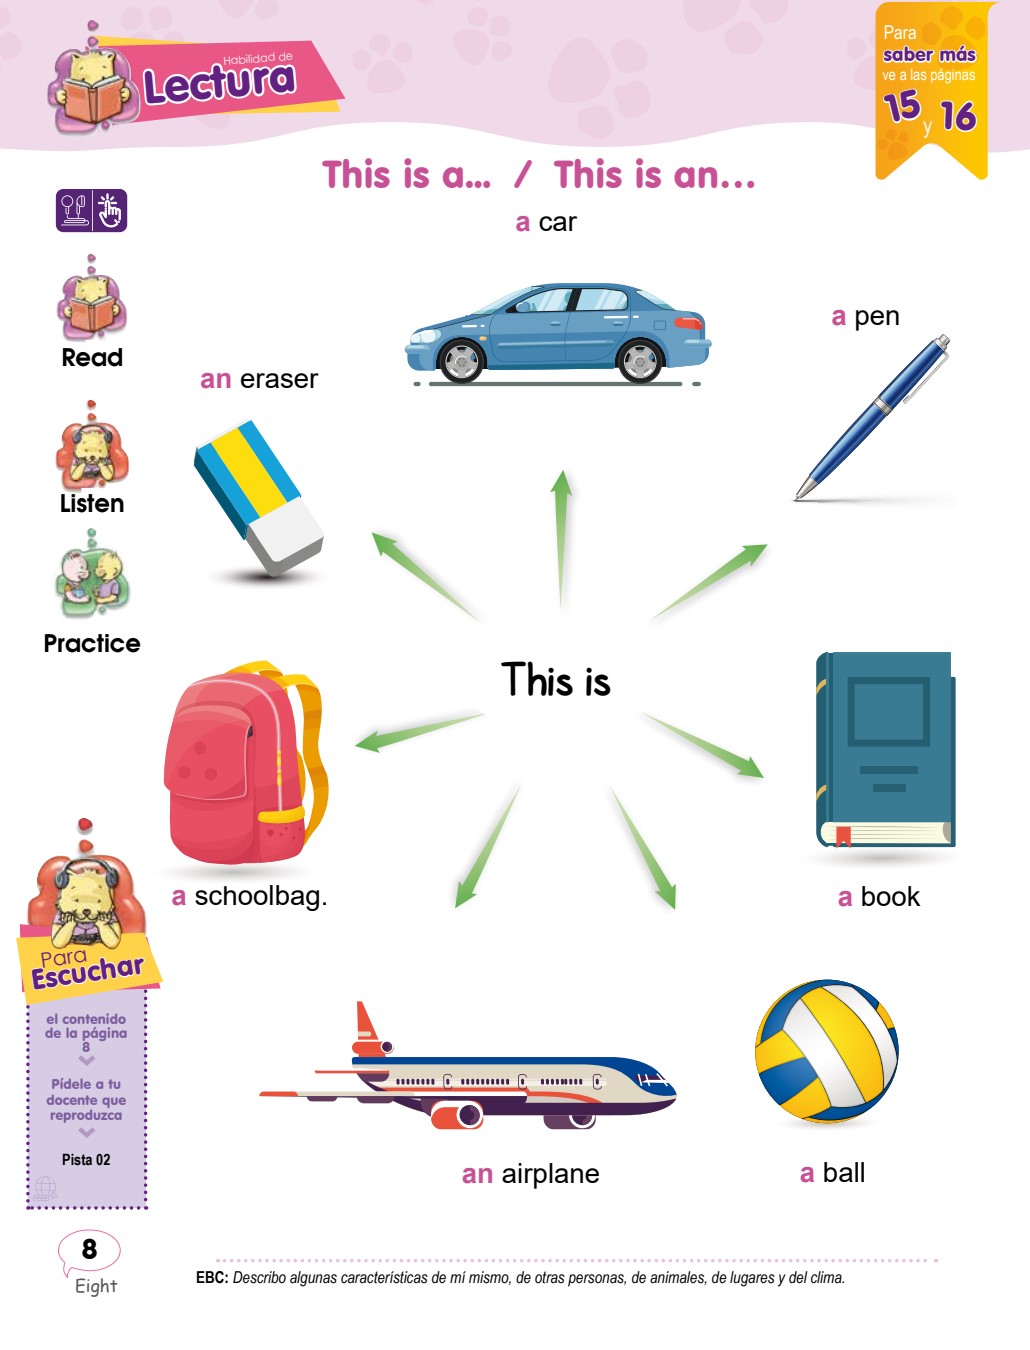 Habilidad de
Lectura
Para
saber más
ve a las páginas
15 y 16
This is a... / This is an...
a car
a pen
Read
an eraser
Listen
Practice
This is
a schoolbag.
a book
Para
Escuchar
el contenido
de la página
8
Pídele a tu
docente que
reproduzca
Pista 02
an airplane
a ball
8
Eight
EBC: Describo algunas características de mí mismo, de otras personas, de animales, de lugares y del clima.